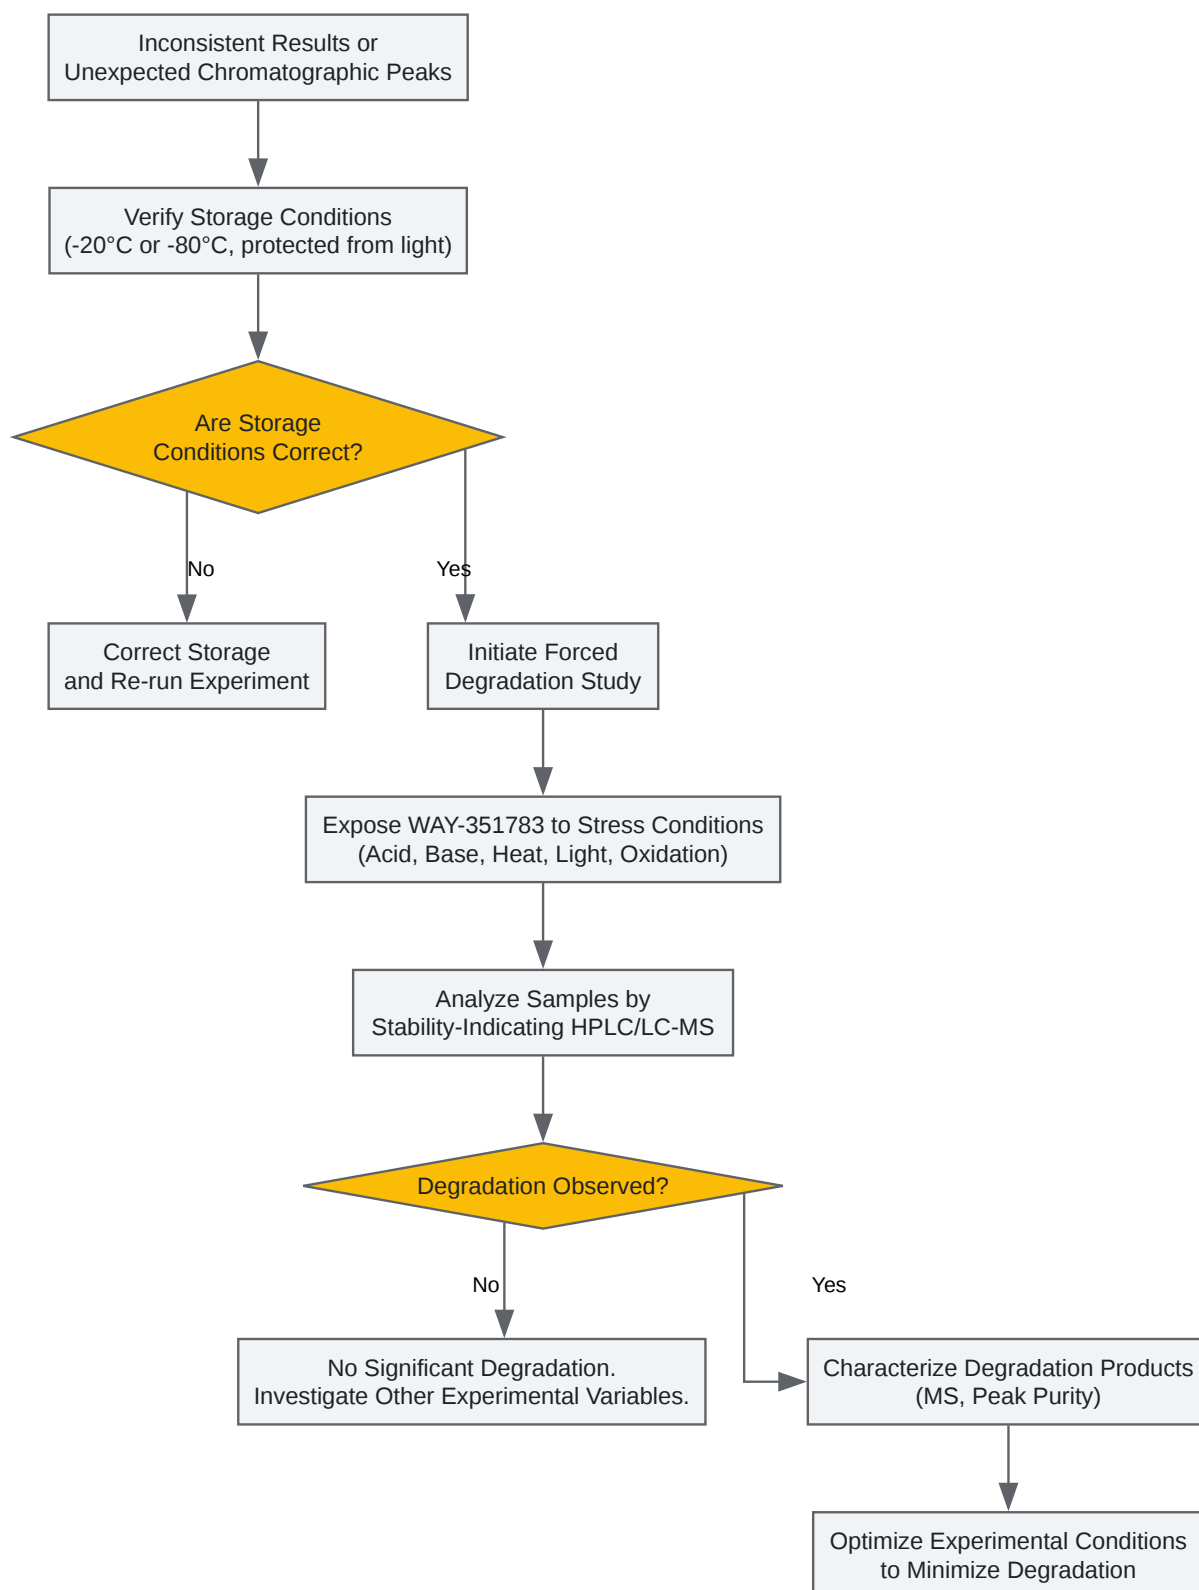 Inconsistent Results or
Unexpected Chromatographic Peaks
Verify Storage Conditions
(-20°C or -80°C, protected from light)
Are Storage
Conditions Correct?
No
Yes
Correct Storage
and Re-run Experiment
Initiate Forced
Degradation Study
Expose WAY-351783 to Stress Conditions
(Acid, Base, Heat, Light, Oxidation)
Analyze Samples by
Stability-Indicating HPLC/LC-MS
Degradation Observed?
No
Yes
No Significant Degradation.
Investigate Other Experimental Variables.
Characterize Degradation Products
(MS, Peak Purity)
Optimize Experimental Conditions
to Minimize Degradation